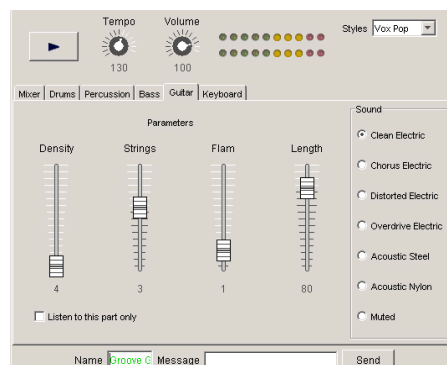 Tempo Volume
Styles Vox Pop
130 100
Mixer Drums Percussion Bass Guitar Keyboard
Parameters
Density Strings Flam Length
4 3 1 80
Listen to this part only
Sound
Clean Electric
Chorus Electric
Distorted Electric
Overdrive Electric
Acoustic Steel
Acoustic Nylon
Muted
Name Groove G Message Send